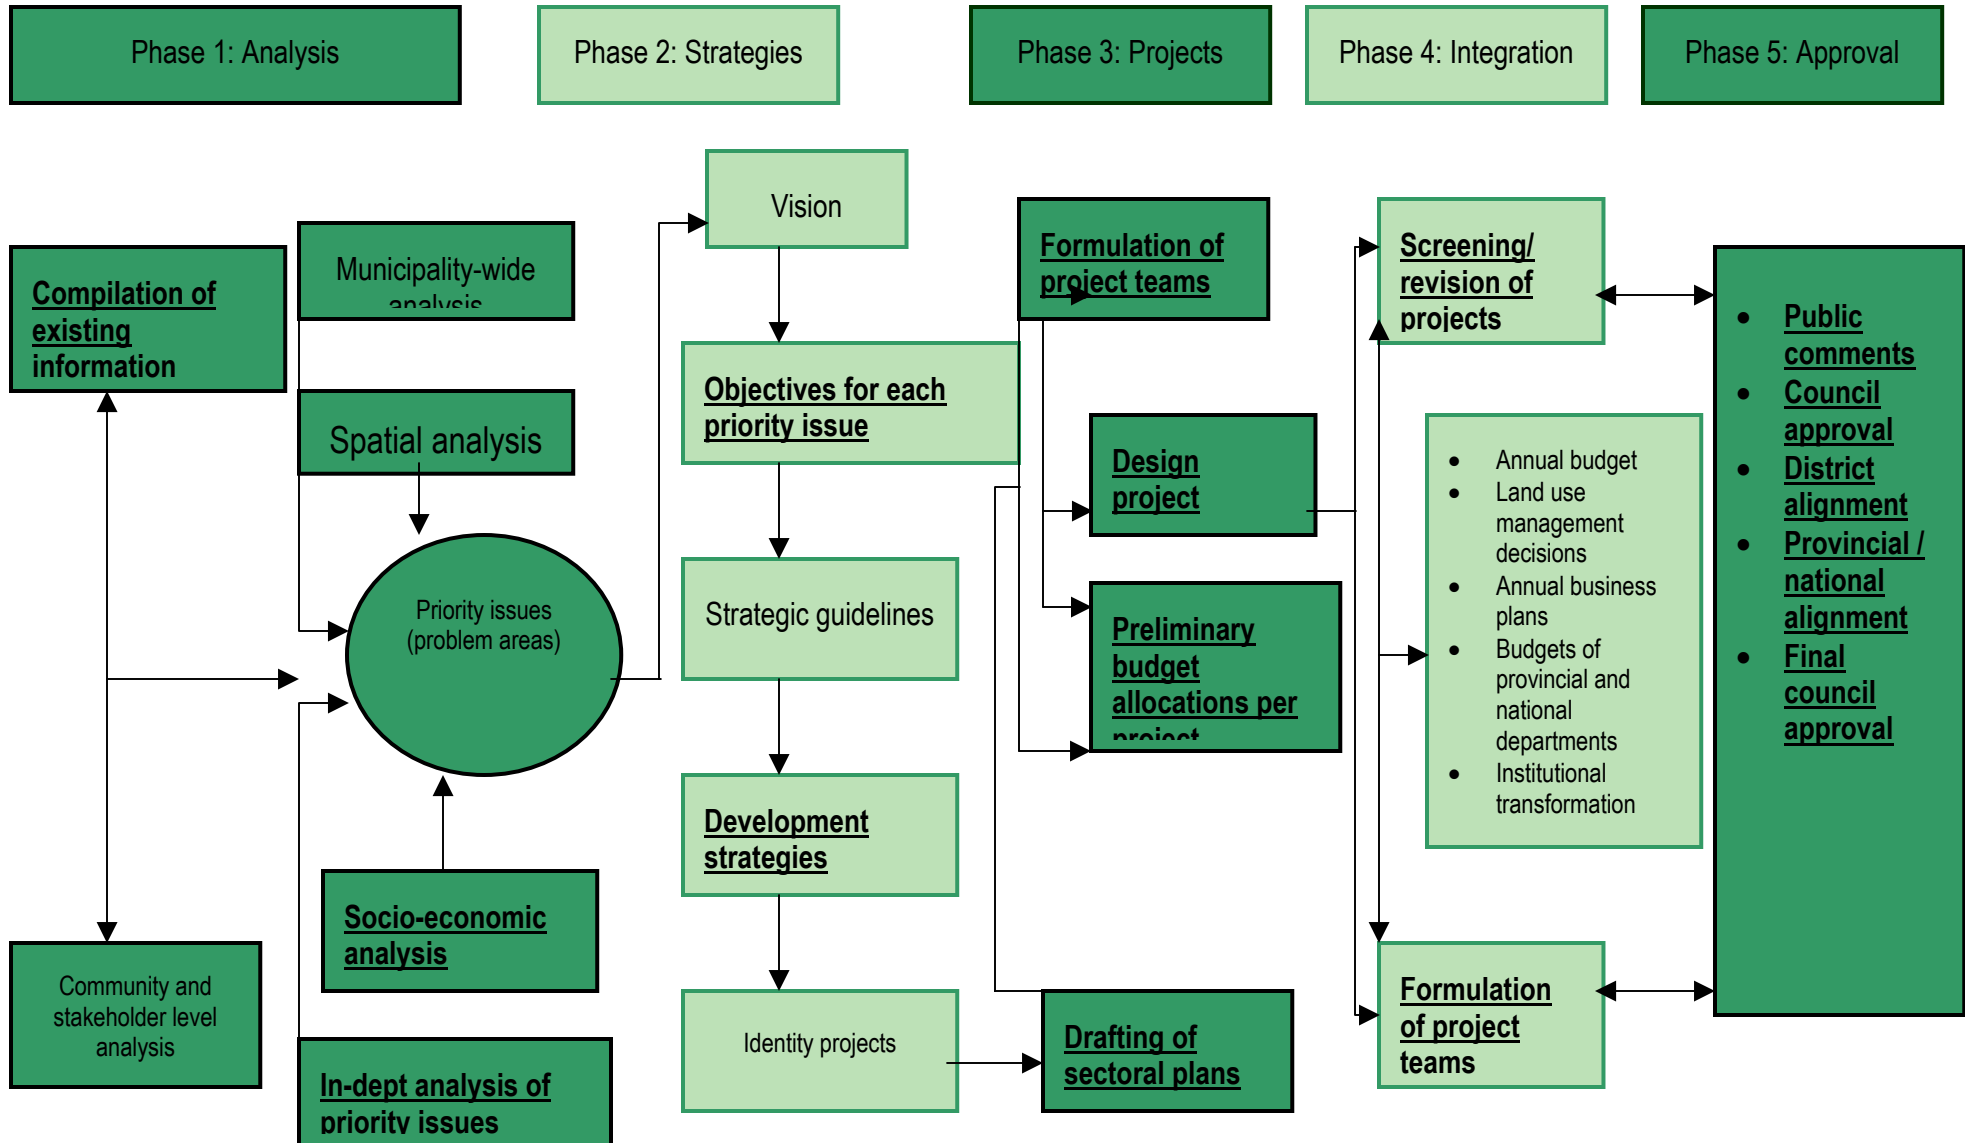 Phase 1: Analysis
Phase 2: Strategies
Phase 3: Projects
Phase 4: Integration
Phase 5: Approval
Compilation of
existing
information
Community and
stakeholder level
analysis
Municipality-wide
analysis
Spatial analysis
Priority issues
(problem areas)
Socio-economic
analysis
In-dept analysis of
priority issues
Vision
Objectives for each
priority issue
Strategic guidelines
Development
strategies
Identity projects
Formulation of
project teams
Design
project
Preliminary
budget
allocations per
project
Drafting of
sectoral plans
Screening/
revision of
projects
• Annual budget
• Land use
management
decisions
• Annual business
plans
• Budgets of
provincial and
national
departments
• Institutional
transformation
Formulation
of project
teams
• Public
comments
• Council
approval
• District
alignment
• Provincial /
national
alignment
• Final
council
approval